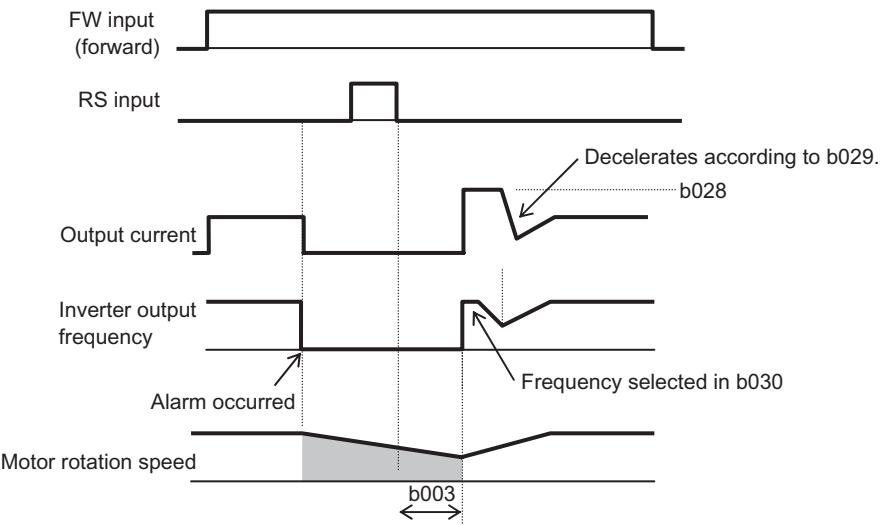 FW input
(forward)
RS input
Decelerates according to b029.
b028
Output current
Inverter output
frequency
Frequency selected in b030
Alarm occurred
Motor rotation speed
b003